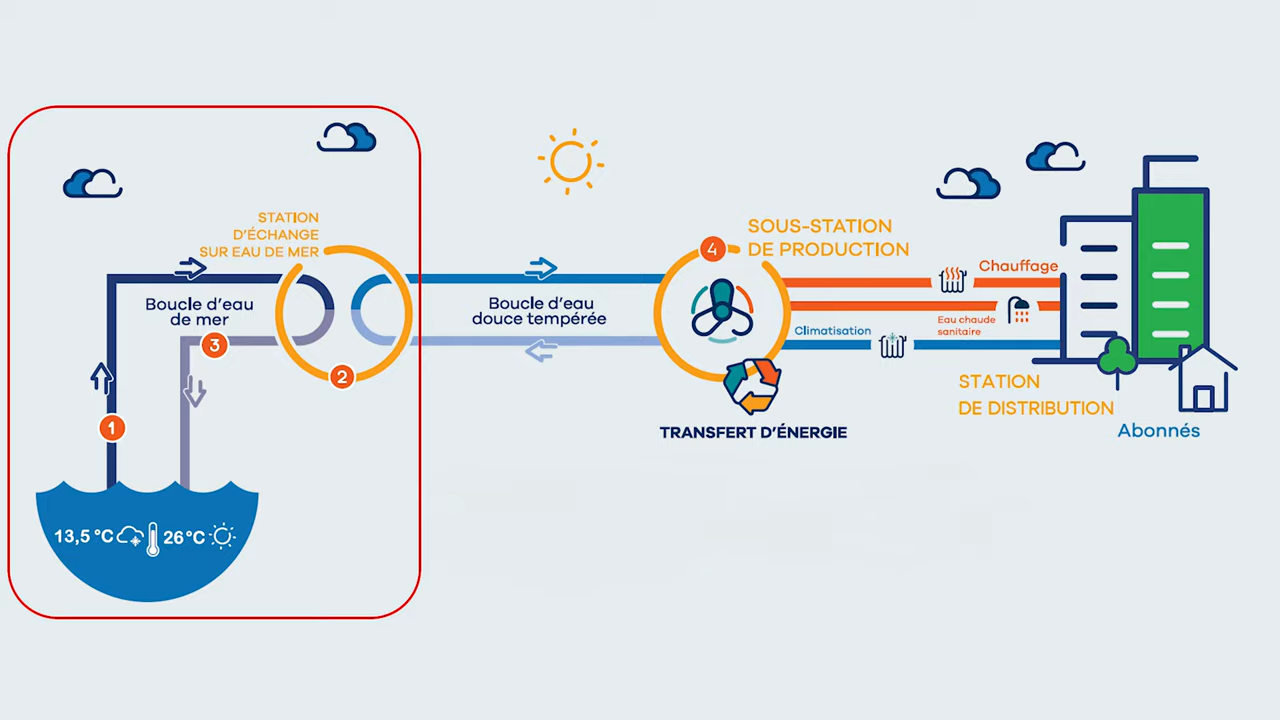 STATION
D'ÉCHANGE
SUR EAU DE MER
Boucle d'eau
de mer
3
2
1
13,5 °C
26°C
Boucle d'eau
douce tempérée
4
SOUS-STATION
DE PRODUCTION
TRANSFERT D'ÉNERGIE
Chauffage
Eau chaude
sanitaire
Climatisation
STATION
DE DISTRIBUTION
Abonnés